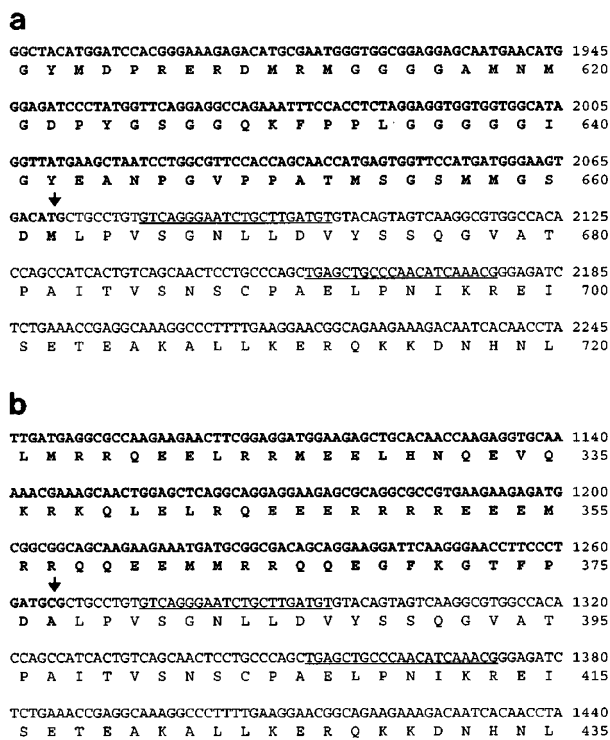 a
GGCTACATGGATCCACGGGAAAGAGACATGCGAATGGGTGGCGGAGGAGCAATGAACATG 1945
G Y M D P R E R D M R M G G G G A M N M 620
GGAGATCCCTATGGTTCAGGAGGCCAGAAATTTCCACCTCTAGGAGGTGGTGGTGGCATA 2005
G D P Y G S G G Q K F P P L G G G G G I 640
GGTTATGAAGCTAATCCTGGCGTTCCACCAGCAACCATGAGTGGTTCCATGATGGGAAGT 2065
G Y E A N P G V P P A T M S G S M M G S 660
GACATGCTGCCTGTGTCAGGGAATCTGCTTGATGTGTACAGTAGTCAAGGCGTGGCCACA 2125
D M L P V S G N L L D V Y S S Q G V A T 680
CCAGCCATCACTGTCAGCAACTCCTGCCCAGCTGAGCTGCCCAACATCAAACGGGAGATC 2185
P A I T V S N S C P A E L P N I K R E I 700
TCTGAAACCGAGGCAAAGGCCCTTTTGAAGGAACGGCAGAAGAAAGACAATCACAACCTA 2245
S E T E A K A L L K E R Q K K D N H N L 720
b
TTGATGAGGCGCCAAGAAGAACTTCGGAGGATGGAAGAGCTGCACAACCAAGAGGTGCAA 1140
L M R R Q E E L R R M E E L H N Q E V Q 335
AAACGAAAGCAACTGGAGCTCAGGCAGGAGGAAGAGCGCAGGCGCCGTGAAGAAGAGATG 1200
K R K Q L E L R Q E E E R R R R E E E M 355
CGGCGGCAGCAAGAAGAAATGATGCGGCGACAGCAGGAAGGATTCAAGGGAACCTTCCCT 1260
R R Q Q E E M M R R Q Q E G F K G T F P 375
GATGCGCTGCCTGTGTCAGGGAATCTGCTTGATGTGTACAGTAGTCAAGGCGTGGCCACA 1320
D A L P V S G N L L D V Y S S Q G V A T 395
CCAGCCATCACTGTCAGCAACTCCTGCCCAGCTGAGCTGCCCAACATCAAACGGGAGATC 1380
P A I T V S N S C P A E L P N I K R E I 415
TCTGAAACCGAGGCAAAGGCCCTTTTGAAGGAACGGCAGAAGAAAGACAATCACAACCTA 1440
S E T E A K A L L K E R Q K K D N H N L 435